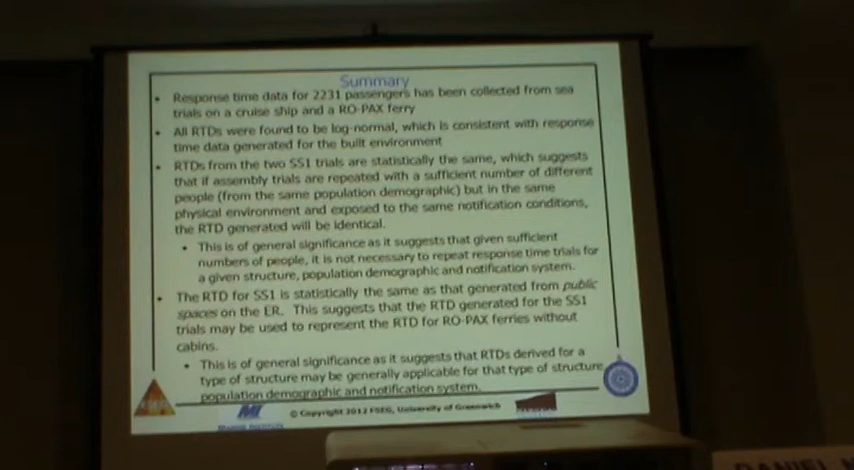 Summary
• Response time data for 2231 passengers has been collected from sea
trials on a cruise ship and a RO-PAX ferry
• All RTDs were found to be log-normal, which is consistent with response
time data generated for the built environment
• RTDs from the two SS1 trials are statistically the same, which suggests
that if assembly trials are repeated with a sufficient number of different
people (from the same population demographic) but in the same
physical environment and exposed to the same notification conditions,
the RTD generated will be identical.
• This is of general significance as it suggests that given sufficient
numbers of people, it is not necessary to repeat response time trials for
a given structure, population demographic and notification system.
• The RTD for SS1 is statistically the same as that generated from public
spaces on the ER. This suggests that the RTD generated for the SS1
trials may be used to represent the RTD for RO-PAX ferries without
cabins.
• This is of general significance as it suggests that RTDs derived for a
type of structure may be generally applicable for that type of structure
population demographic and notification system.
© Copyright 2012 FSEG, University of Greenwich
DANIEL